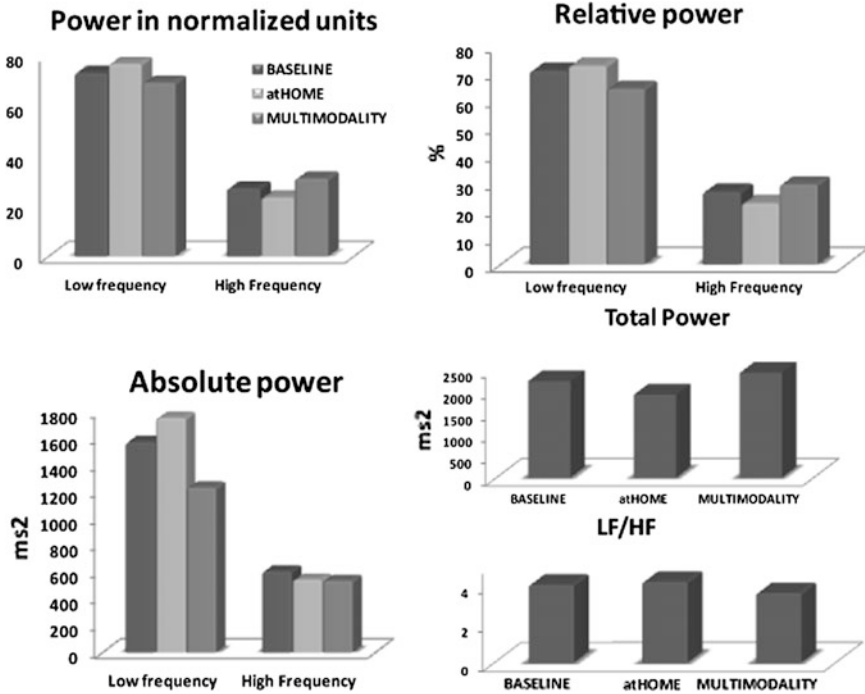 Power in normalized units
80
60
40
20
0
BASELINE
atHOME
MULTIMODALITY
Low frequency High Frequency
Relative power
%
80
70
60
50
40
30
20
10
0
Low frequency High Frequency
Absolute power
ms2
1800
1600
1400
1200
1000
800
600
400
200
0
Low frequency High Frequency
Total Power
ms2
2500
2000
1500
1000
500
0
BASELINE atHOME MULTIMODALITY
LF/HF
4
2
0
BASELINE atHOME MULTIMODALITY